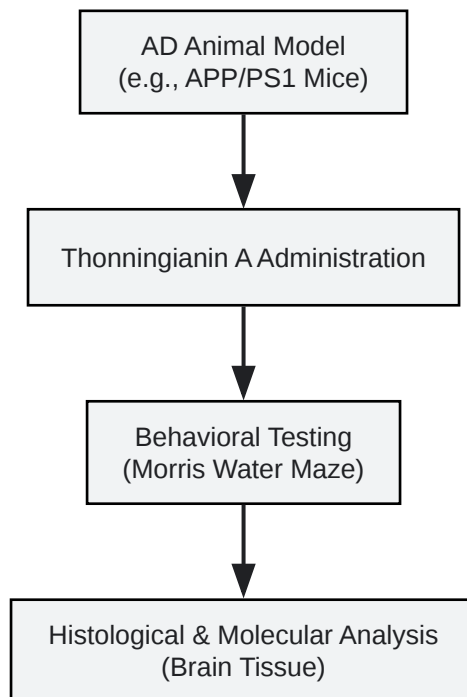 AD Animal Model
(e.g., APP/PS1 Mice)
Thonningianin A Administration
Behavioral Testing
(Morris Water Maze)
Histological & Molecular Analysis
(Brain Tissue)